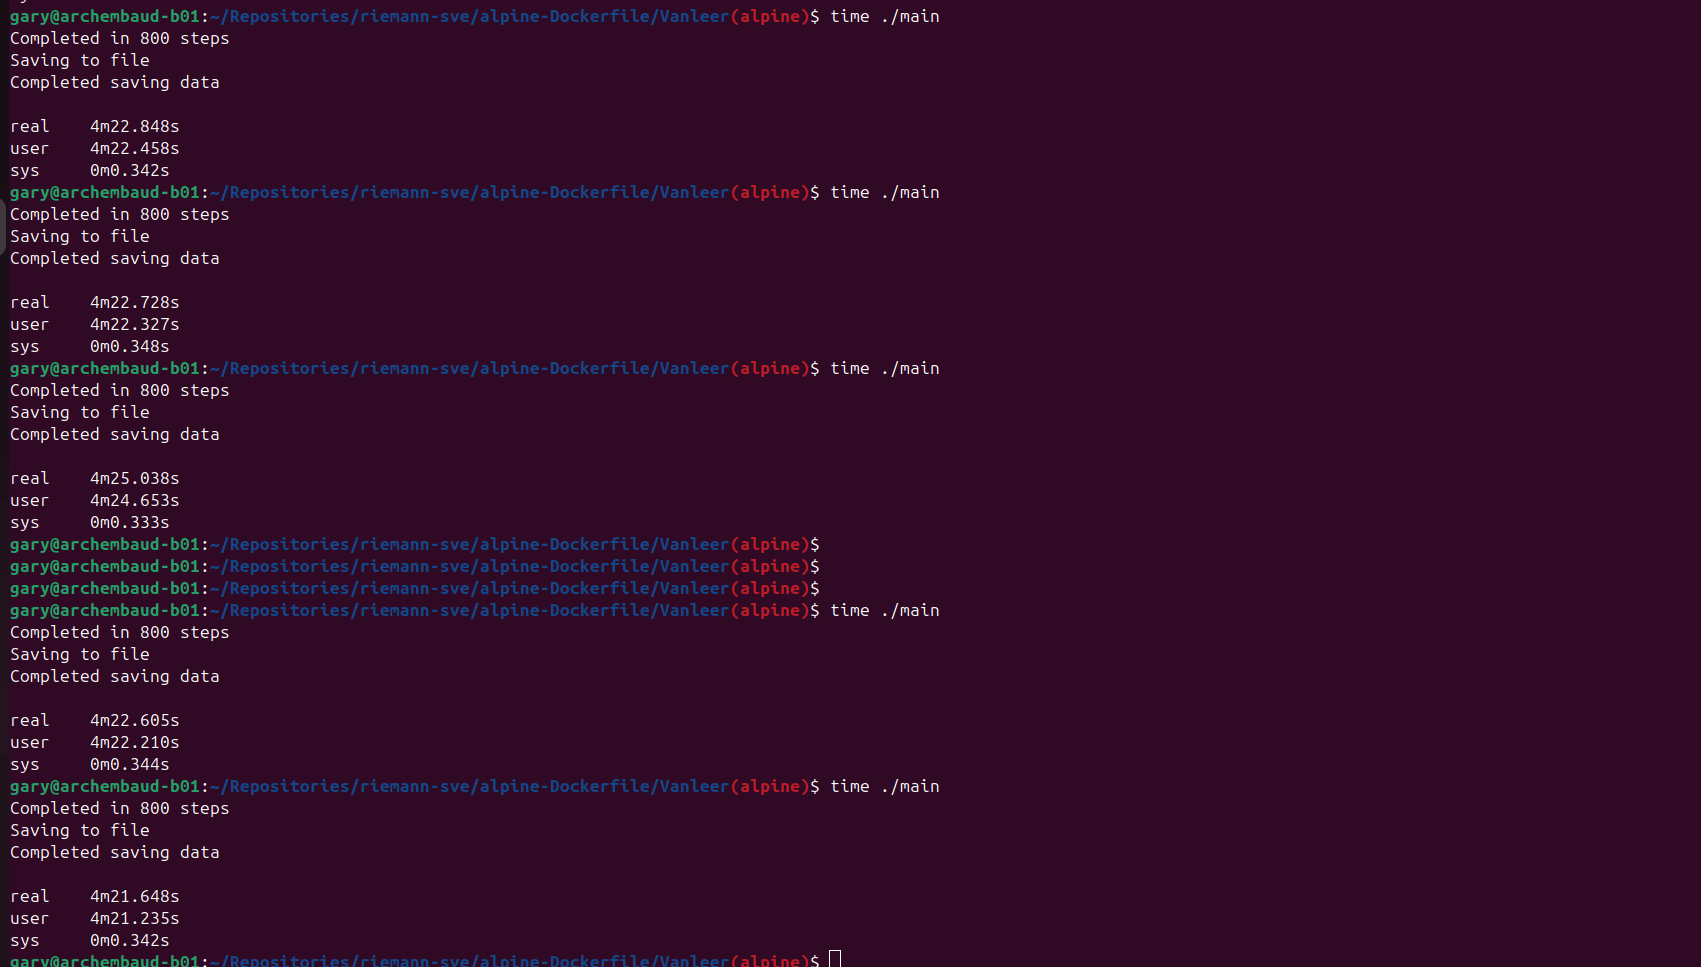 gary@archembaud-b01:~/Repositories/riemann-sve/alpine-Dockerfile/Vanleer(alpine)$ time ./main
Completed in 800 steps
Saving to file
Completed saving data
real    4m22.848s
user    4m22.458s
sys     0m0.342s
gary@archembaud-b01:~/Repositories/riemann-sve/alpine-Dockerfile/Vanleer(alpine)$ time ./main
Completed in 800 steps
Saving to file
Completed saving data
real    4m22.728s
user    4m22.327s
sys     0m0.348s
gary@archembaud-b01:~/Repositories/riemann-sve/alpine-Dockerfile/Vanleer(alpine)$ time ./main
Completed in 800 steps
Saving to file
Completed saving data
real    4m25.038s
user    4m24.653s
sys     0m0.333s
gary@archembaud-b01:~/Repositories/riemann-sve/alpine-Dockerfile/Vanleer(alpine)$
gary@archembaud-b01:~/Repositories/riemann-sve/alpine-Dockerfile/Vanleer(alpine)$
gary@archembaud-b01:~/Repositories/riemann-sve/alpine-Dockerfile/Vanleer(alpine)$
gary@archembaud-b01:~/Repositories/riemann-sve/alpine-Dockerfile/Vanleer(alpine)$ time ./main
Completed in 800 steps
Saving to file
Completed saving data
real    4m22.605s
user    4m22.210s
sys     0m0.344s
gary@archembaud-b01:~/Repositories/riemann-sve/alpine-Dockerfile/Vanleer(alpine)$ time ./main
Completed in 800 steps
Saving to file
Completed saving data
real    4m21.648s
user    4m21.235s
sys     0m0.342s
gary@archembaud-b01:~/Repositories/riemann-sve/alpine-Dockerfile/Vanleer(alpine)$